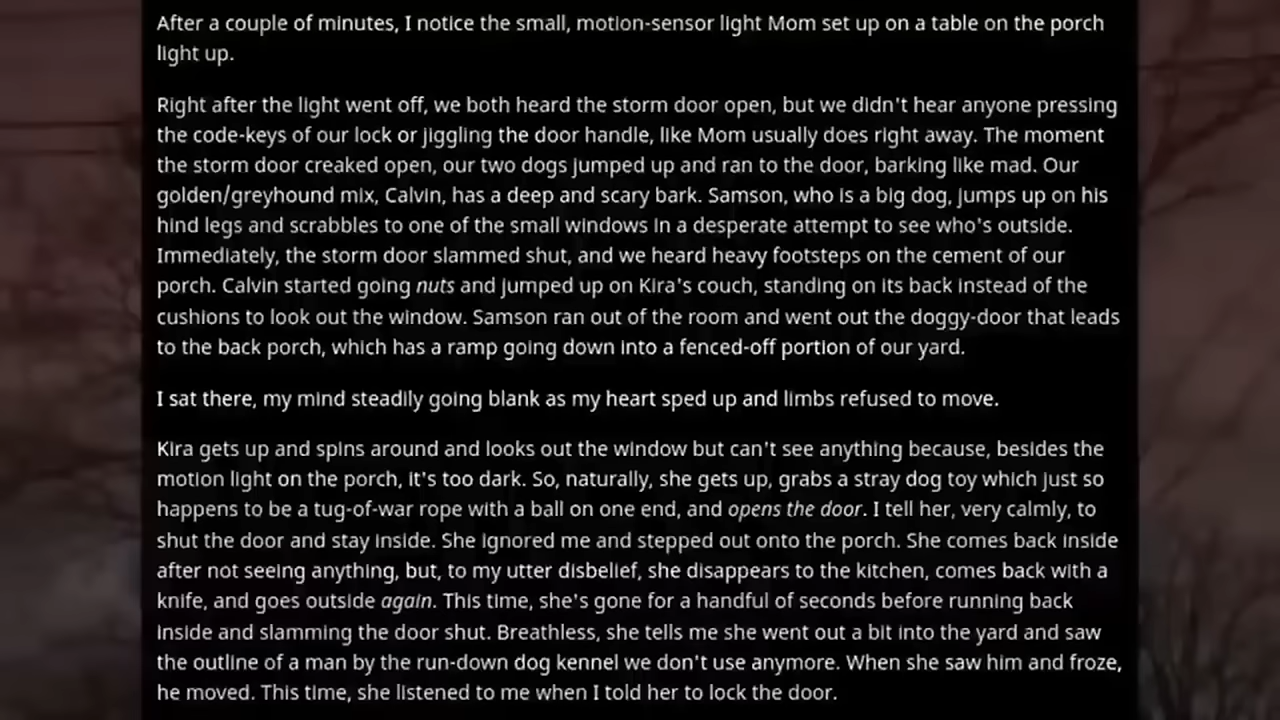 After a couple of minutes, I notice the small, motion-sensor light Mom set up on a table on the porch
light up.
Right after the light went off, we both heard the storm door open, but we didn't hear anyone pressing
the code-keys of our lock or jiggling the door handle, like Mom usually does right away. The moment
the storm door creaked open, our two dogs jumped up and ran to the door, barking like mad. Our
golden/greyhound mix, Calvin, has a deep and scary bark. Samson, who is a big dog, jumps up on his
hind legs and scrabbles to one of the small windows in a desperate attempt to see who's outside.
Immediately, the storm door slammed shut, and we heard heavy footsteps on the cement of our
porch. Calvin started going nuts and jumped up on Kira's couch, standing on its back instead of the
cushions to look out the window. Samson ran out of the room and went out the doggy-door that leads
to the back porch, which has a ramp going down into a fenced-off portion of our yard.
I sat there, my mind steadily going blank as my heart sped up and limbs refused to move.
Kira gets up and spins around and looks out the window but can't see anything because, besides the
motion light on the porch, it's too dark. So, naturally, she gets up, grabs a stray dog toy which just so
happens to be a tug-of-war rope with a ball on one end, and opens the door. I tell her, very calmly, to
shut the door and stay inside. She ignored me and stepped out onto the porch. She comes back inside
after not seeing anything, but, to my utter disbelief, she disappears to the kitchen, comes back with a
knife, and goes outside again. This time, she's gone for a handful of seconds before running back
inside and slamming the door shut. Breathless, she tells me she went out a bit into the yard and saw
the outline of a man by the run-down dog kennel we don't use anymore. When she saw him and froze,
he moved. This time, she listened to me when I told her to lock the door.